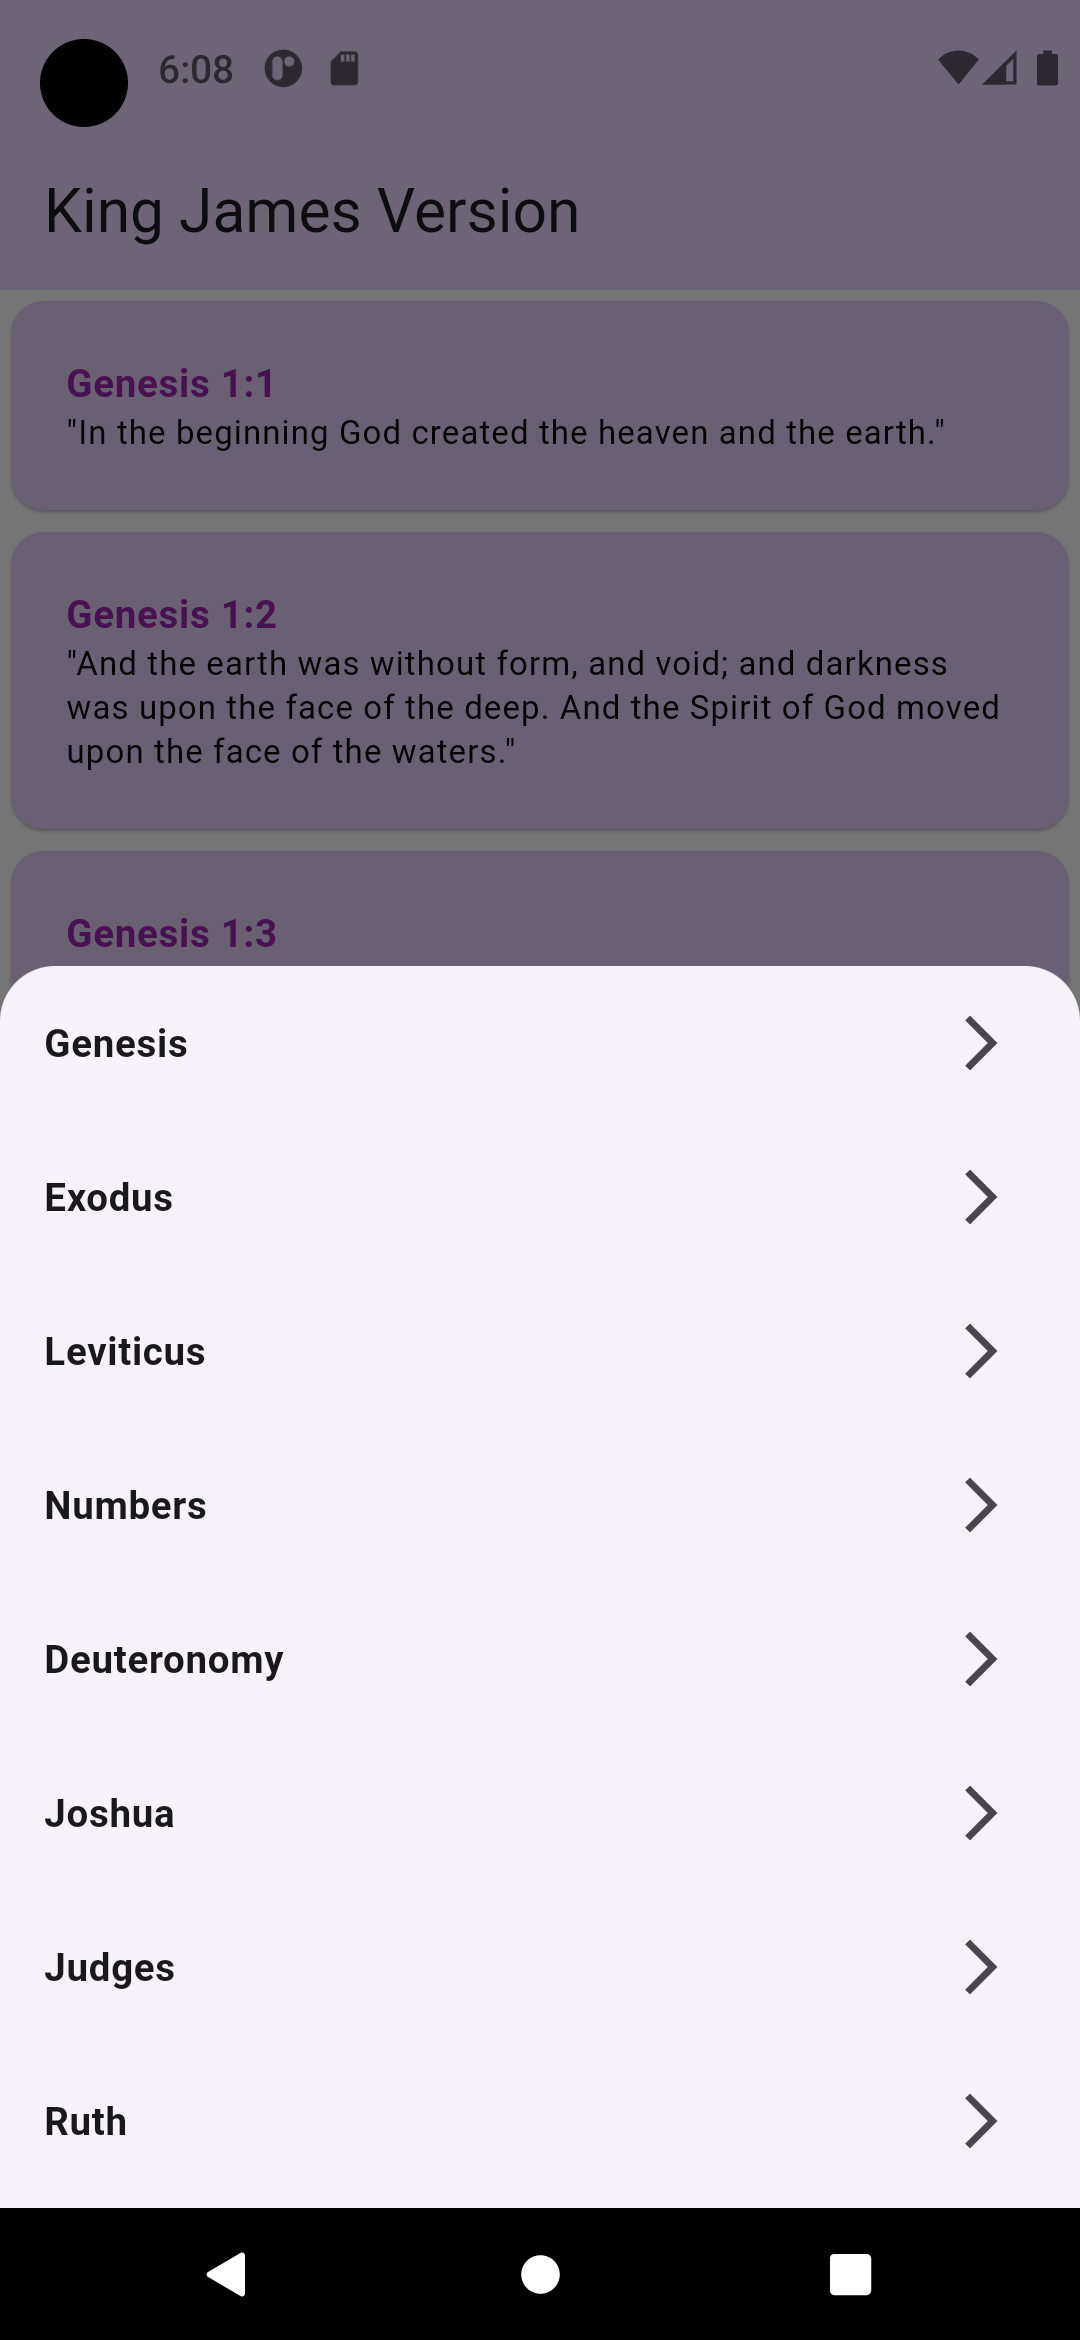 6:08
King James Version
Genesis 1:1
"In the beginning God created the heaven and the earth."
Genesis 1:2
"And the earth was without form, and void; and darkness
was upon the face of the deep. And the Spirit of God moved
upon the face of the waters."
Genesis 1:3
Genesis
Exodus
Leviticus
Numbers
Deuteronomy
Joshua
Judges
Ruth